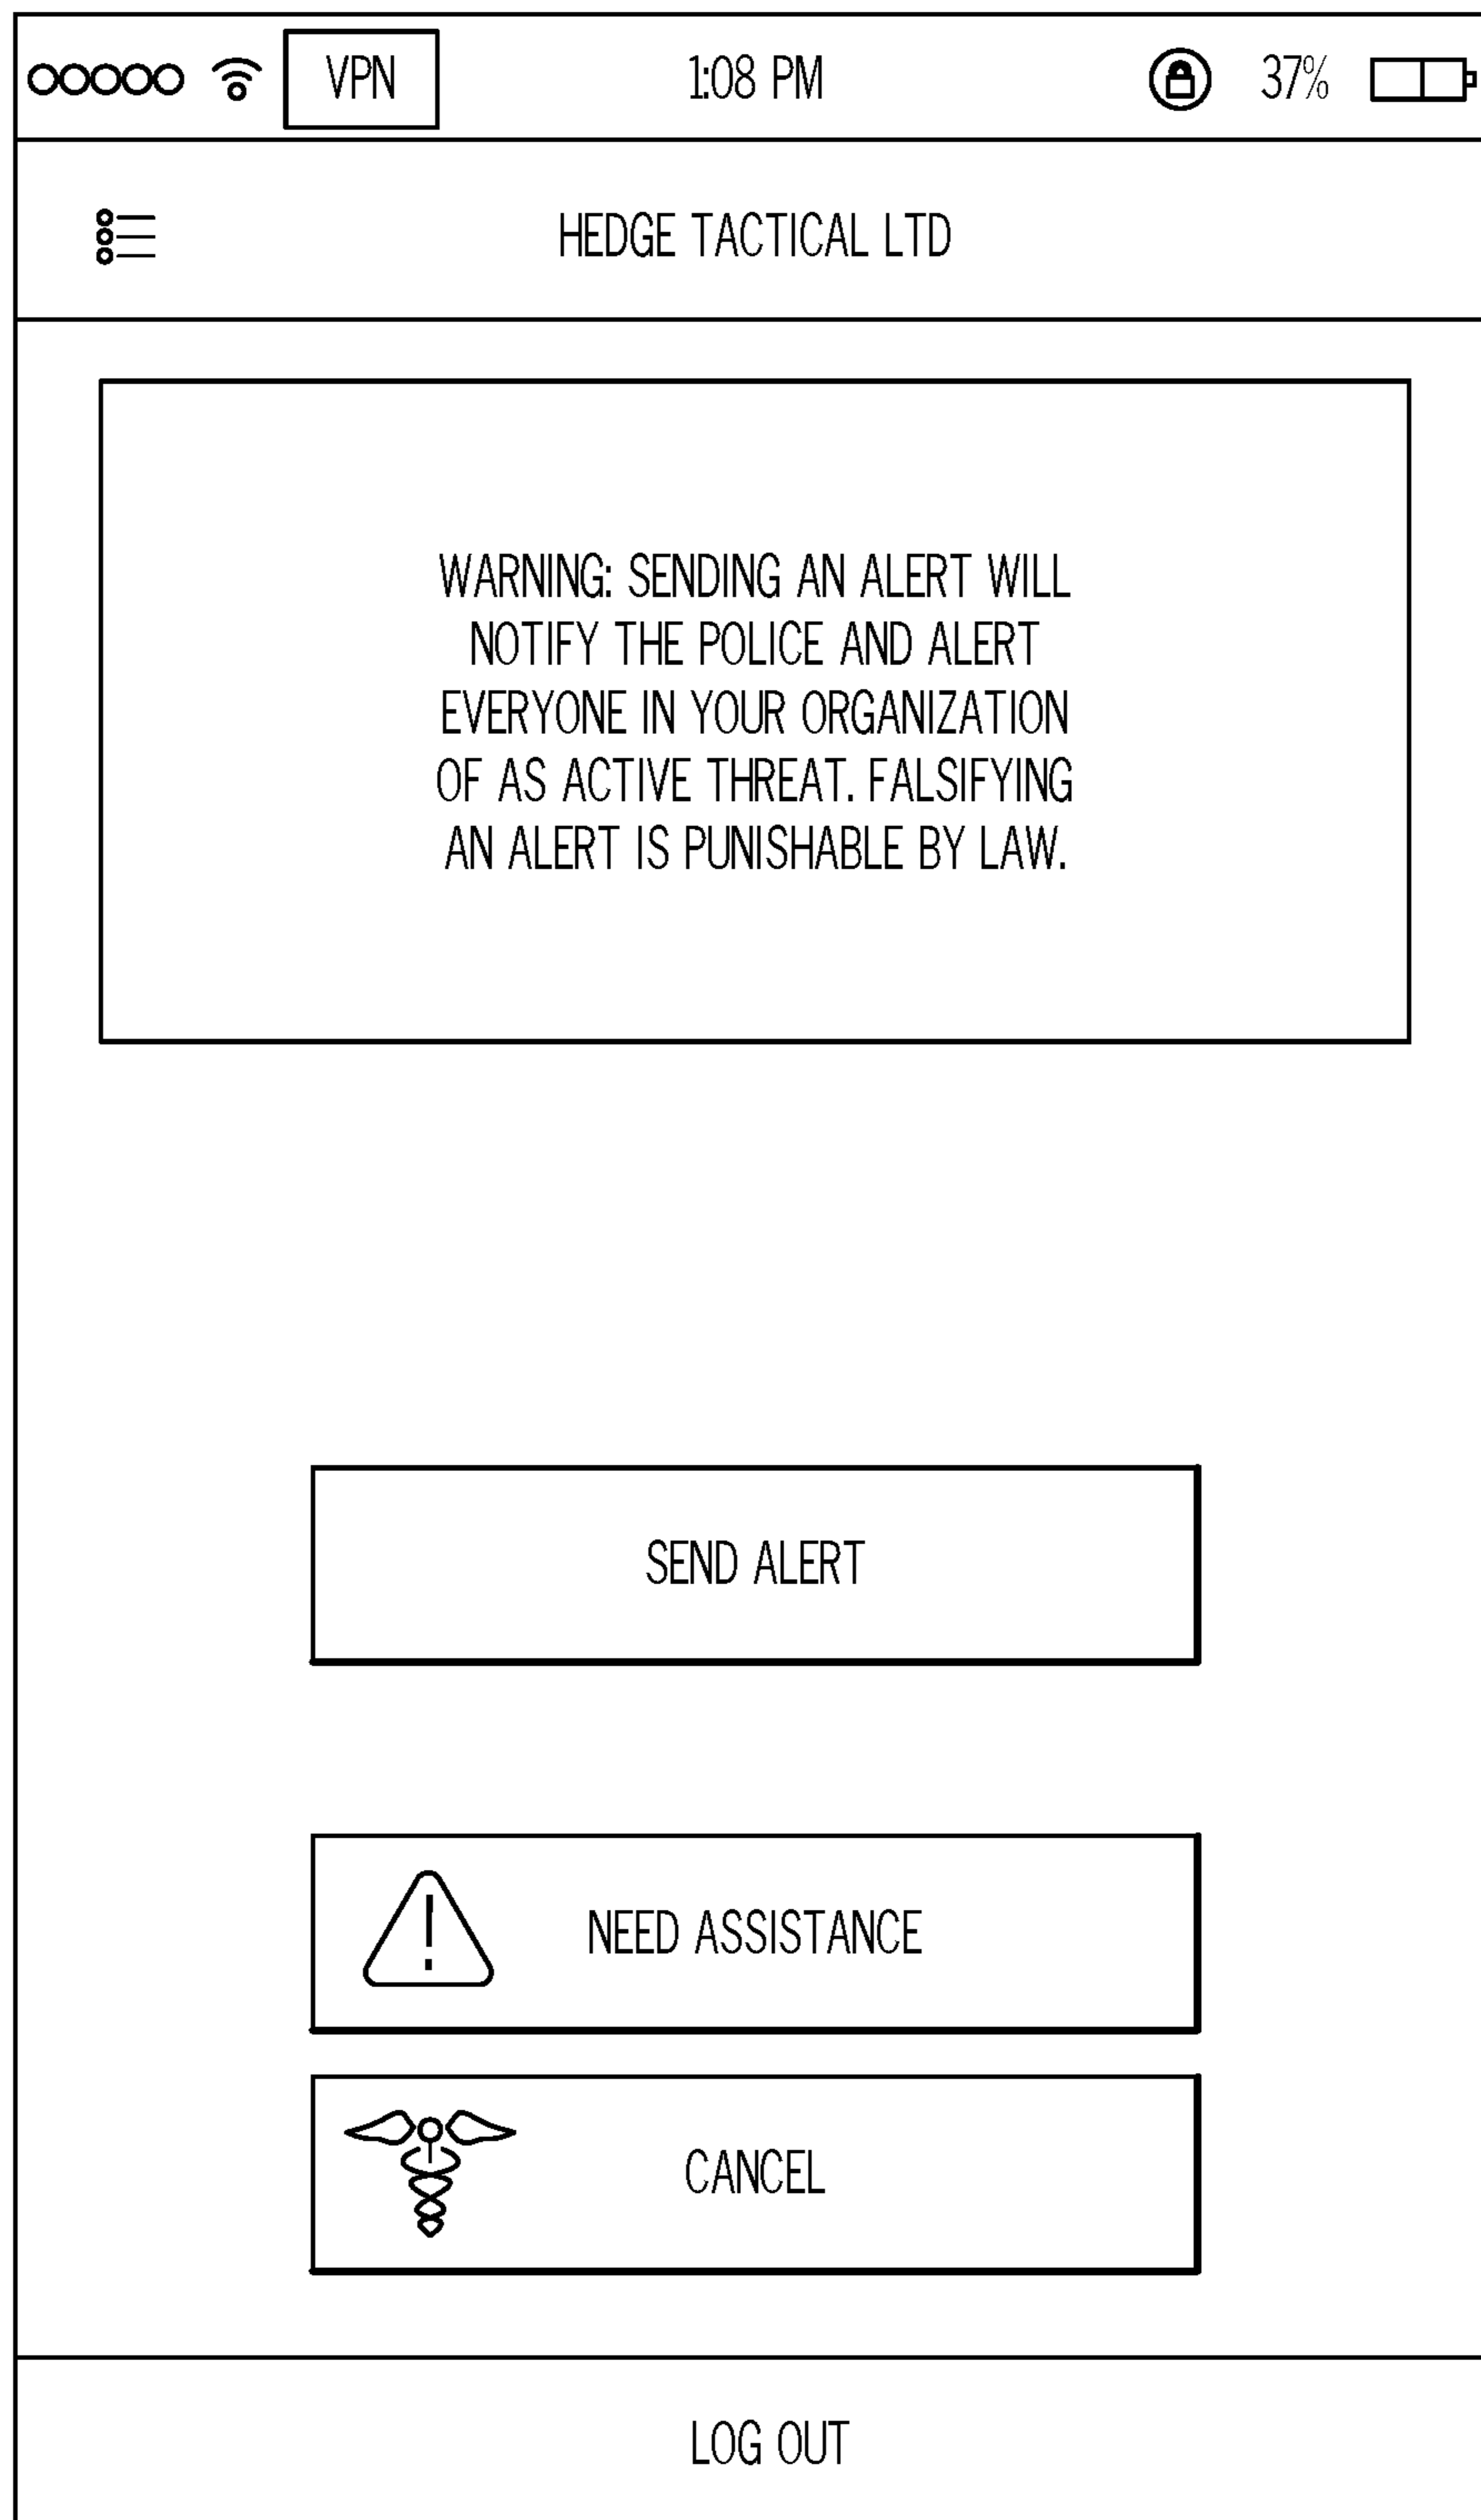 VPN 1:08 PM 37%
HEDGE TACTICAL LTD
WARNING: SENDING AN ALERT WILL
NOTIFY THE POLICE AND ALERT
EVERYONE IN YOUR ORGANIZATION
OF AS ACTIVE THREAT. FALSIFYING
AN ALERT IS PUNISHABLE BY LAW.
SEND ALERT
NEED ASSISTANCE
CANCEL
LOG OUT